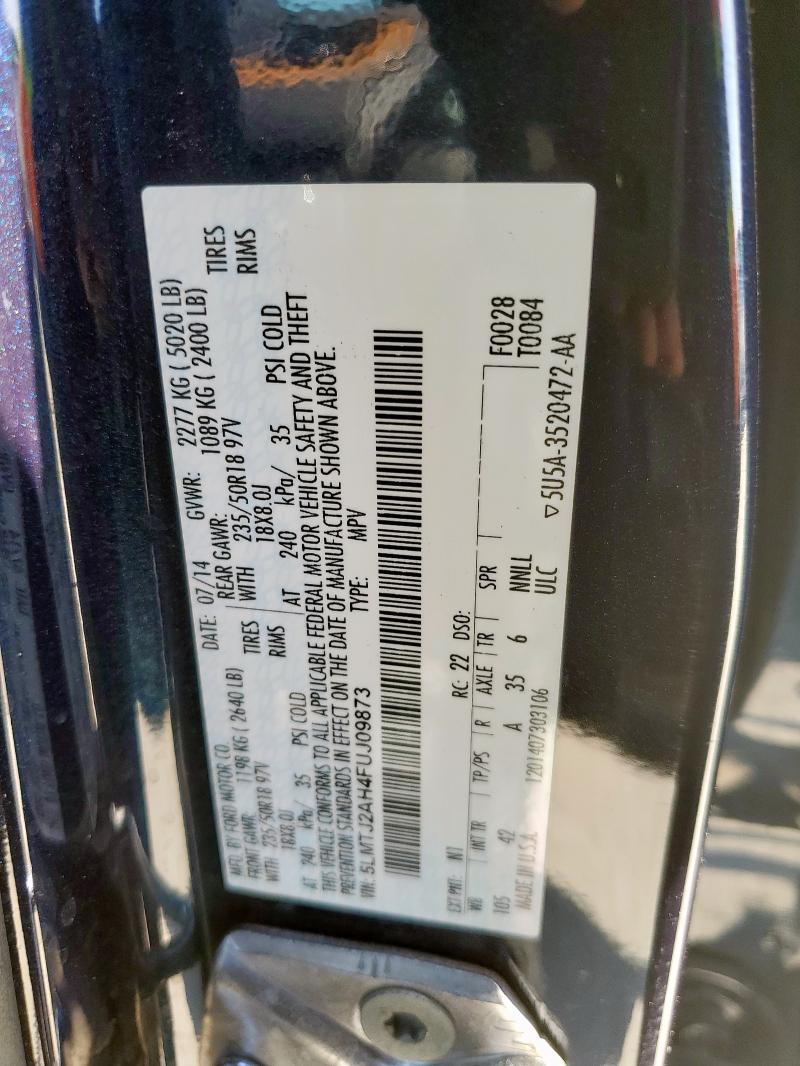 MFD. BY FORD MOTOR CO. DATE: 07/14 GVWR: 2277 KG ( 5020 LB)
FRONT GAWR: 1198 KG ( 2640 LB) REAR GAWR: 1089 KG ( 2400 LB)
WITH 235/50R18 97V TIRES WITH 235/50R18 97V TIRES
18X8.0J RIMS 18X8.0J RIMS
AT 240 kPa/ 35 PSI COLD AT 240 kPa/ 35 PSI COLD
THIS VEHICLE CONFORMS TO ALL APPLICABLE FEDERAL MOTOR VEHICLE SAFETY AND THEFT
PREVENTION STANDARDS IN EFFECT ON THE DATE OF MANUFACTURE SHOWN ABOVE.
VIN: 5LMTJ2AH4FUJ09873 TYPE: MPV
EXT PNT: N1 RC: 22 DSO:
WB INT TR TP/PS R AXLE TR SPR F0028
105 42 A 35 6 NNLL T0084
MADE IN U.S.A. 1201407303106 ULC ▽5U5A-3520472-AA